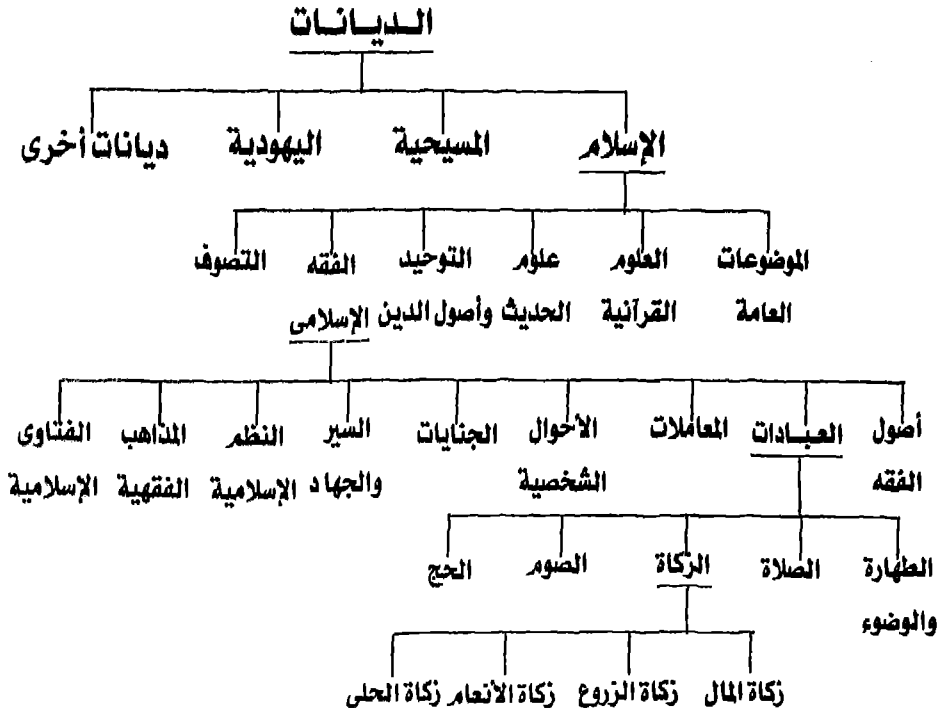 الديانات
الإسلام المسيحية اليهودية ديانات أخرى
الموضوعات العلوم علوم التوحيد الفقه التصوف
العامة القرآنية الحديث وأصول الدين الإسلامى
أصول العبادات المعاملات الأحوال الجنايات السير النظم المذاهب الفتاوى
الفقه الشخصية والجهاد الإسلامية الفقهية الإسلامية
الطهارة الصلاة الزكاة الصوم الحج
والوضوء
زكاة المال زكاة الزروع زكاة الأنعام زكاة الحلى